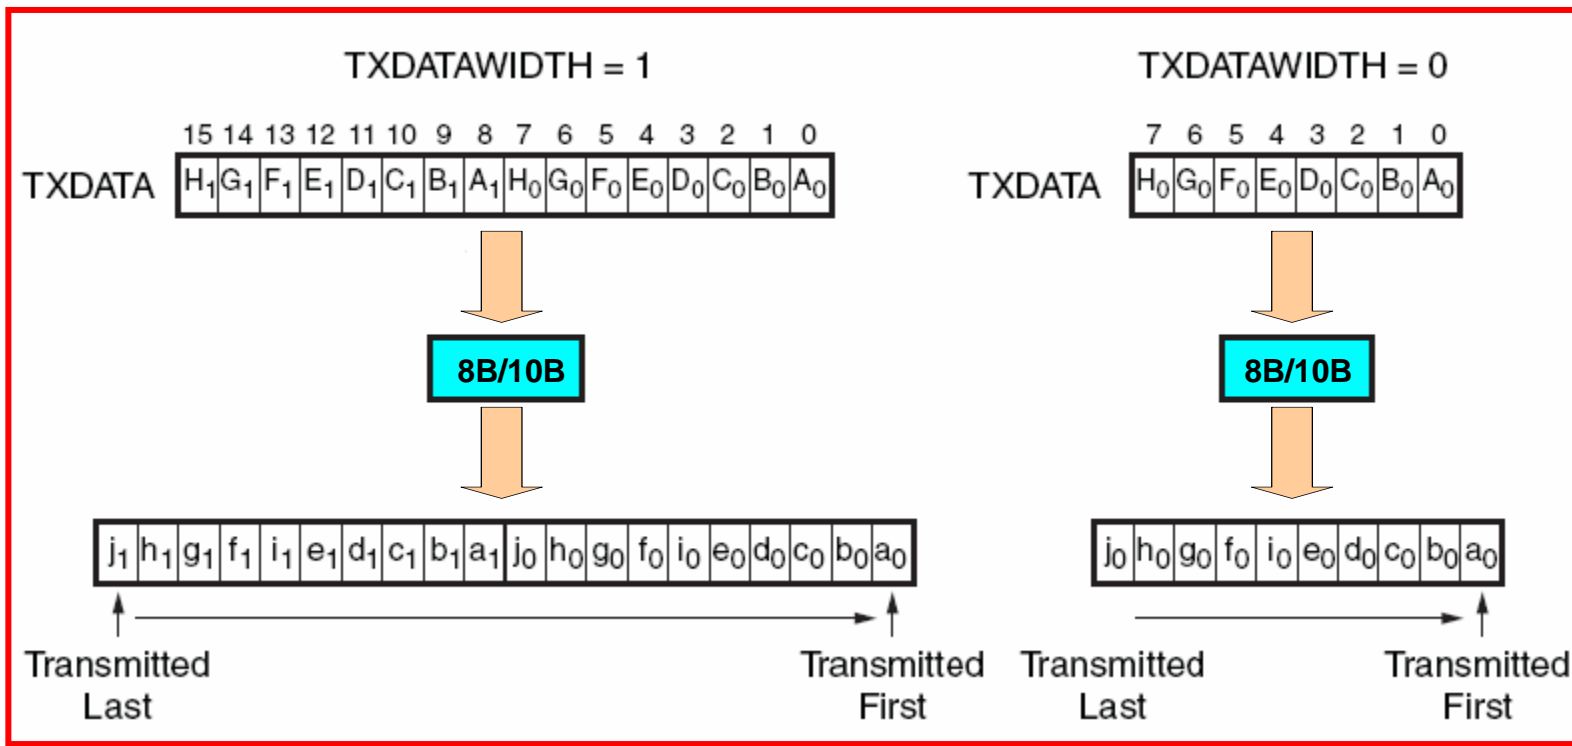 TXDATAWIDTH = 1
15 14 13 12 11 10 9 8 7 6 5 4 3 2 1 0
TXDATA H₁ G₁ F₁ E₁ D₁ C₁ B₁ A₁ H₀ G₀ F₀ E₀ D₀ C₀ B₀ A₀
8B/10B
j₁ h₁ g₁ f₁ i₁ e₁ d₁ c₁ b₁ a₁ j₀ h₀ g₀ f₀ i₀ e₀ d₀ c₀ b₀ a₀
Transmitted
Last
Transmitted
First
TXDATAWIDTH = 0
7 6 5 4 3 2 1 0
TXDATA H₀ G₀ F₀ E₀ D₀ C₀ B₀ A₀
8B/10B
j₀ h₀ g₀ f₀ i₀ e₀ d₀ c₀ b₀ a₀
Transmitted
Last
Transmitted
First